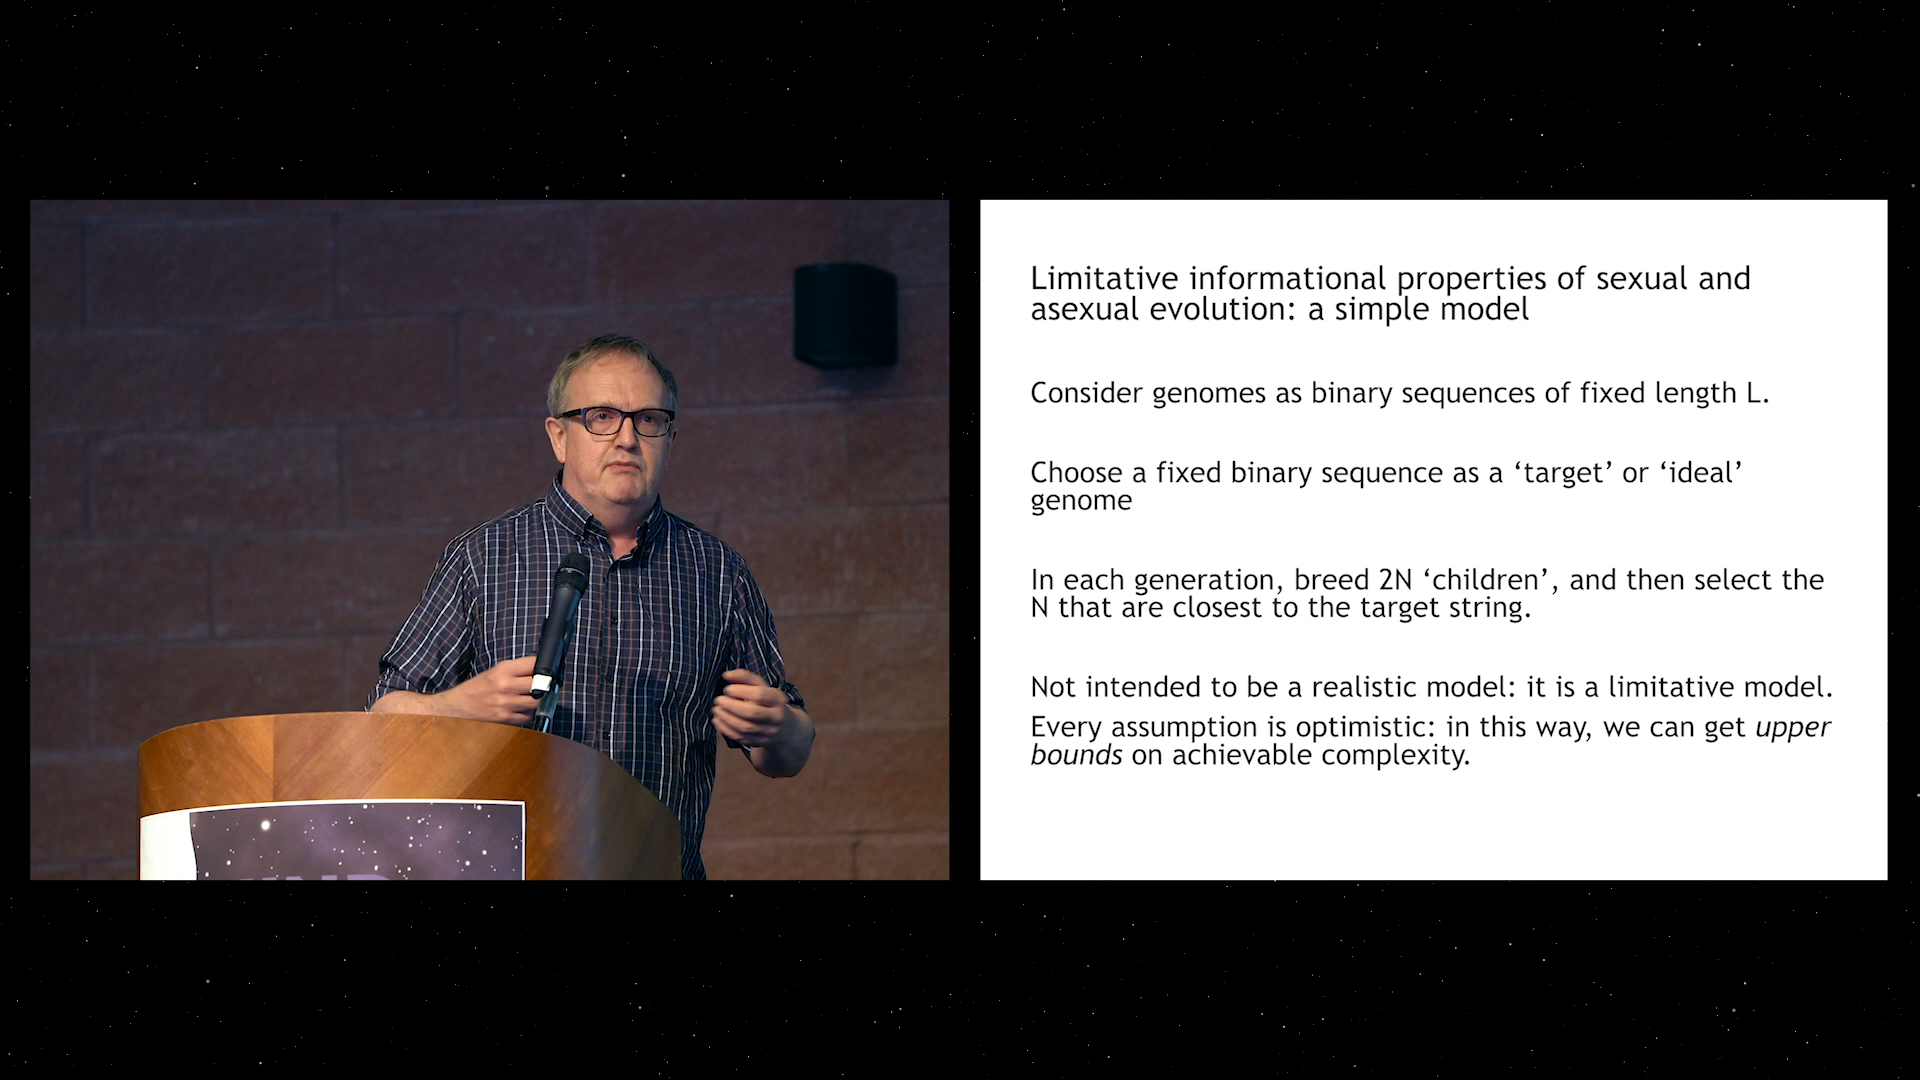 Limitative informational properties of sexual and
asexual evolution: a simple model
Consider genomes as binary sequences of fixed length L.
Choose a fixed binary sequence as a ‘target’ or ‘ideal’
genome
In each generation, breed 2N ‘children’, and then select the
N that are closest to the target string.
Not intended to be a realistic model: it is a limitative model.
Every assumption is optimistic: in this way, we can get upper
bounds on achievable complexity.